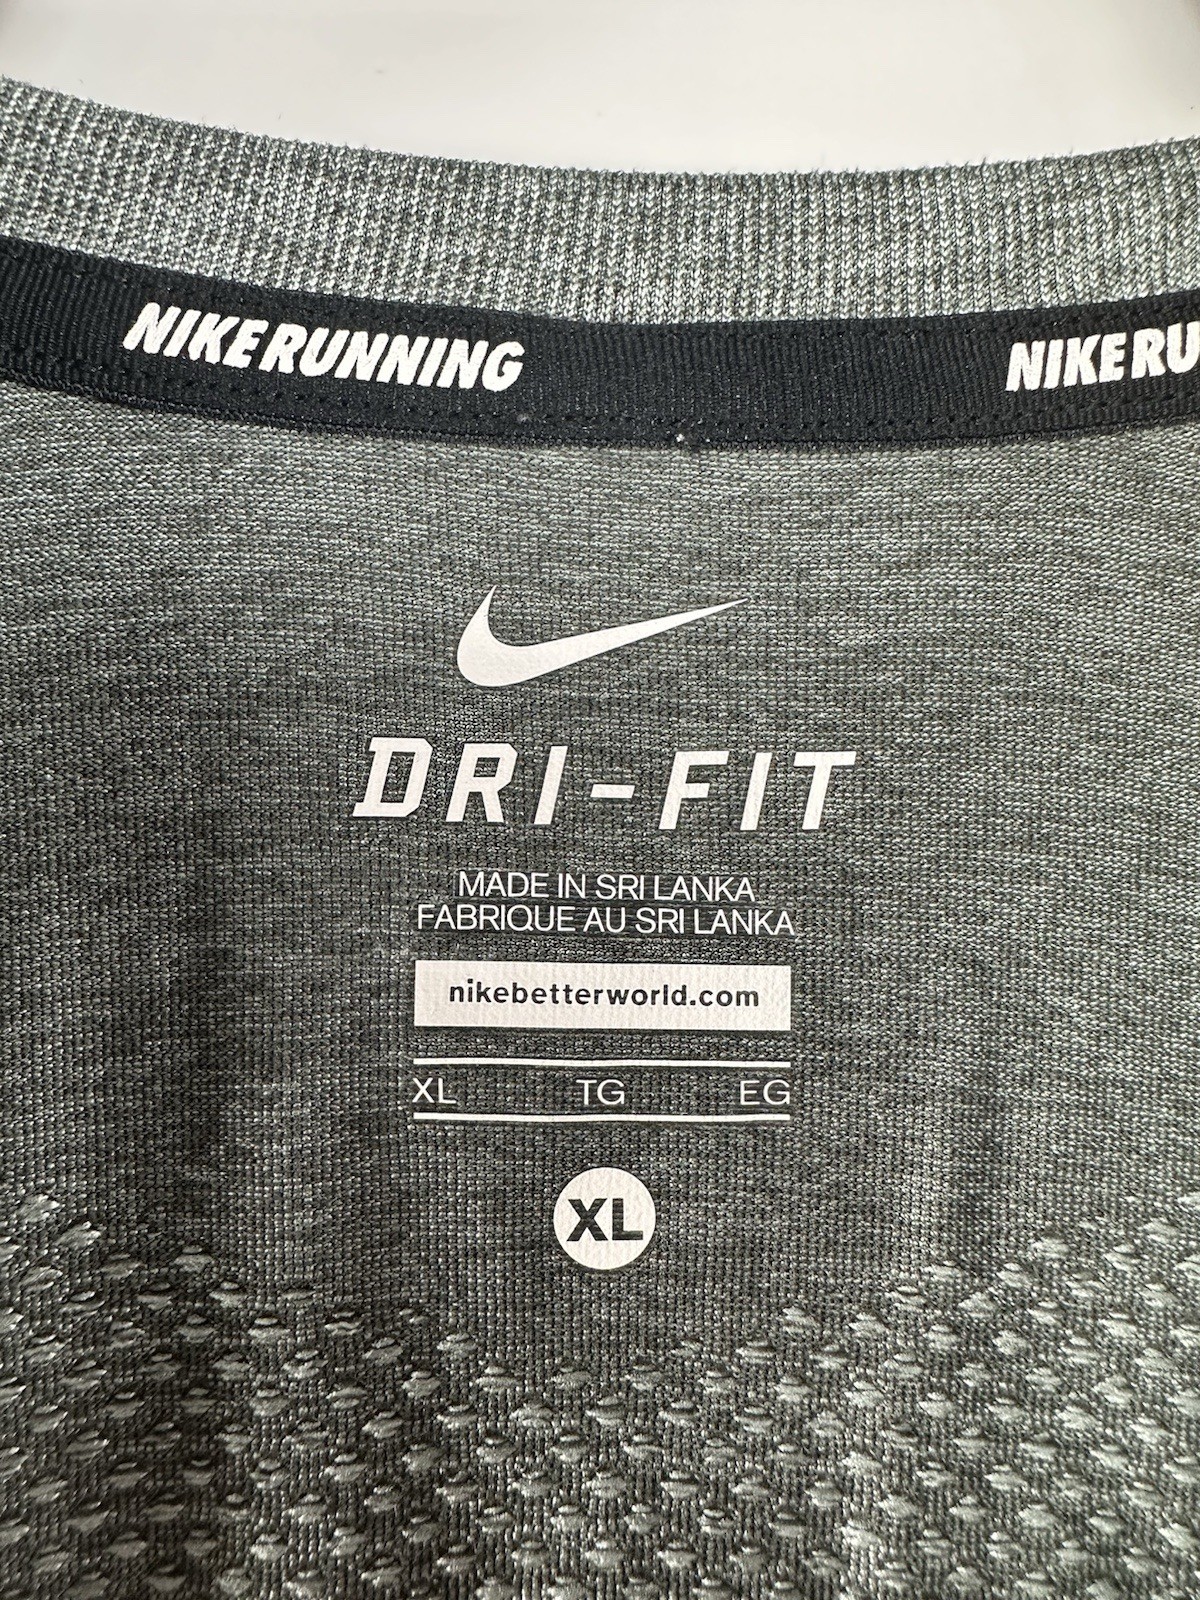 NIKE RUNNING NIKE RU
DRI-FIT
MADE IN SRI LANKA
FABRIQUE AU SRI LANKA
nikebetterworld.com
XL TG EG
XL